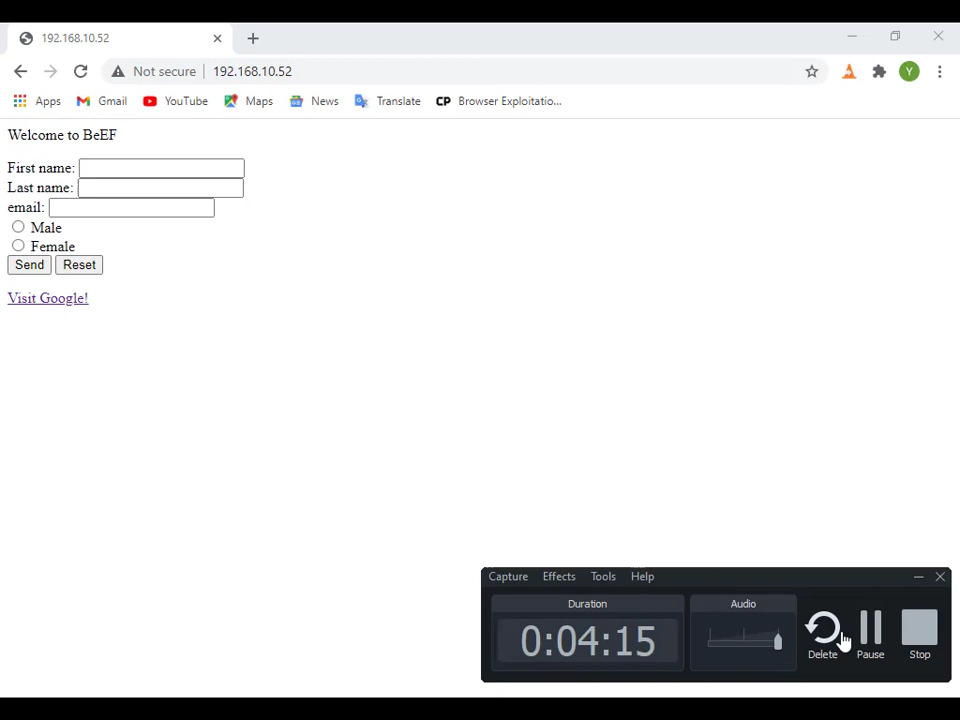 192.168.10.52
Not secure 192.168.10.52
Apps Gmail YouTube Maps News Translate CP Browser Exploitatio...
Y
Welcome to BeEF
First name:
Last name:
email:
Male
Female
Send Reset
Visit Google!
Capture Effects Tools Help
Duration Audio
0:04:15
Delete Pause Stop